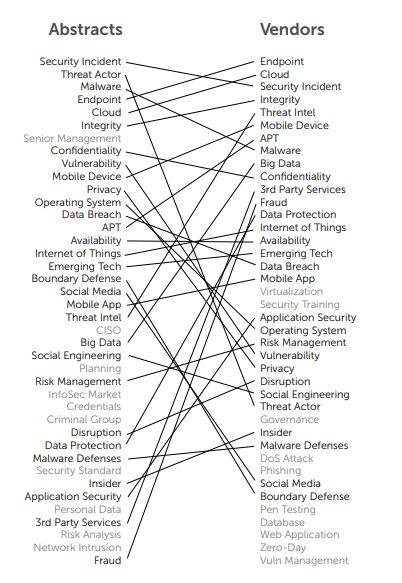 Abstracts
Vendors
Security Incident
Threat Actor
Malware
Endpoint
Cloud
Integrity
Senior Management
Confidentiality
Vulnerability
Mobile Device
Privacy
Operating System
Data Breach
APT
Availability
Internet of Things
Emerging Tech
Boundary Defense
Social Media
Mobile App
Threat Intel
CISO
Big Data
Social Engineering
Planning
Risk Management
InfoSec Market
Credentials
Criminal Group
Disruption
Data Protection
Malware Defenses
Security Standard
Insider
Application Security
Personal Data
3rd Party Services
Risk Analysis
Network Intrusion
Fraud
Endpoint
Cloud
Security Incident
Integrity
Threat Intel
Mobile Device
APT
Malware
Big Data
Confidentiality
3rd Party Services
Fraud
Data Protection
Internet of Things
Availability
Emerging Tech
Data Breach
Mobile App
Virtualization
Security Training
Application Security
Operating System
Risk Management
Vulnerability
Privacy
Disruption
Social Engineering
Threat Actor
Governance
Insider
Malware Defenses
DoS Attack
Phishing
Social Media
Boundary Defense
Pen Testing
Database
Web Application
Zero-Day
Vuln Management